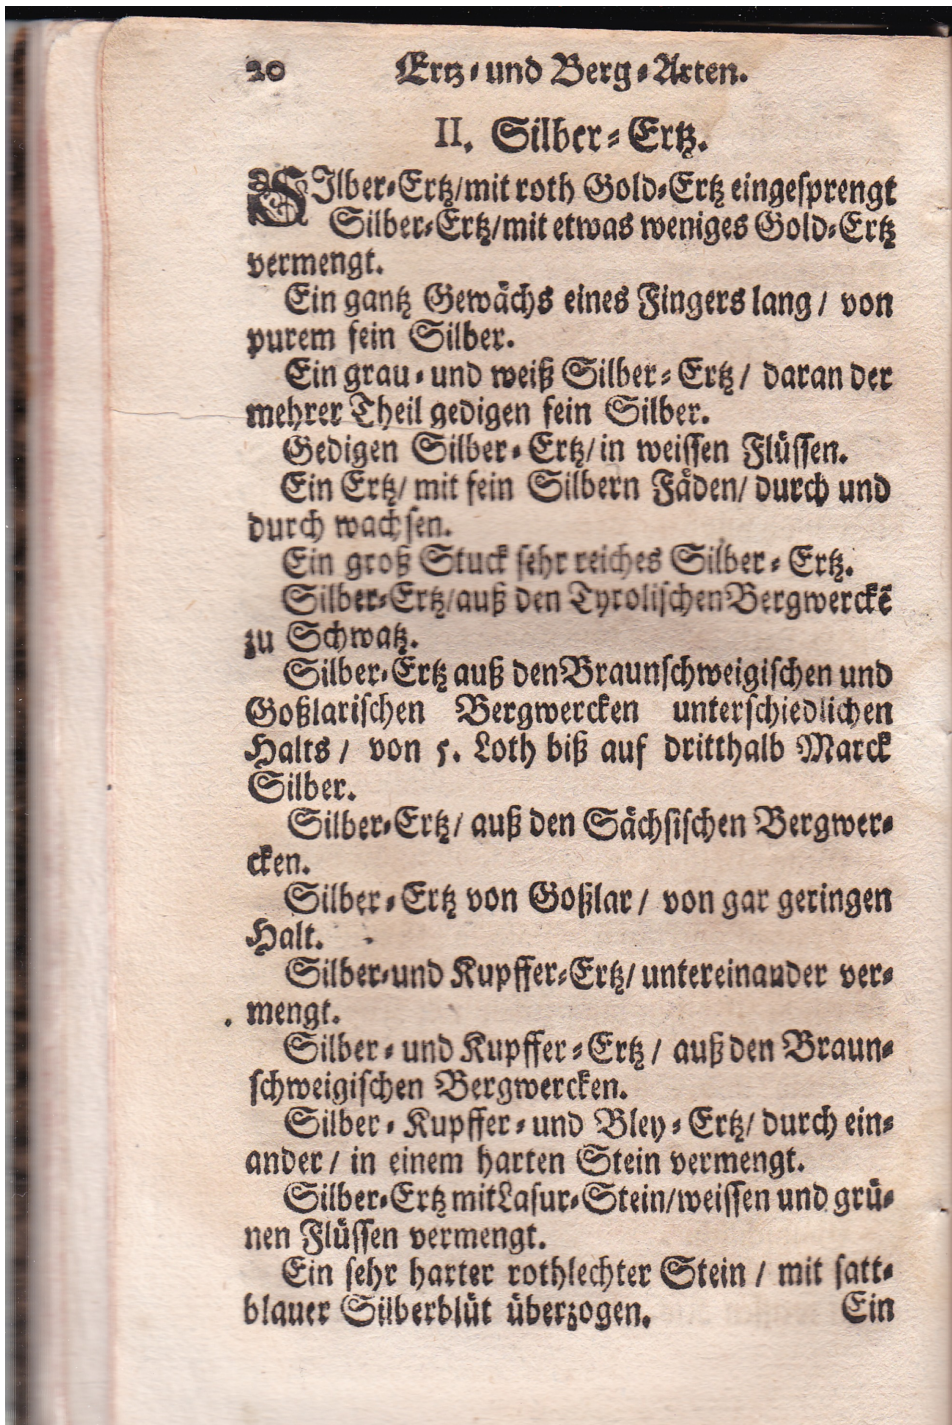 20 Ertz-und Berg-Arten.
II. Silber-Ertz.
SIlber-Ertz/mit roth Gold-Ertz eingesprengt
Silber-Ertz/mit etwas weniges Gold-Ertz
vermengt.
Ein gantz Gewächs eines Fingers lang / von
purem fein Silber.
Ein grau-und weiß Silber-Ertz / daran der
mehrer Theil gedigen fein Silber.
Gedigen Silber-Ertz/in weissen Flüssen.
Ein Ertz/ mit fein Silbern Fäden/ durch und
durch wachsen.
Ein groß Stuck sehr reiches Silber-Ertz.
Silber-Ertz/auß den Tyrolischen Bergwerckē
zu Schwatz.
Silber-Ertz auß den Braunschweigischen und
Goßlarischen Bergwercken unterschiedlichen
Halts / von 5. Loth biß auf dritthalb Marck
Silber.
Silber-Ertz/ auß den Sächsischen Bergwer-
cken.
Silber-Ertz von Goßlar / von gar geringen
Halt.
Silber-und Kupffer-Ertz/ untereinander ver-
mengt.
Silber-und Kupffer-Ertz / auß den Braun-
schweigischen Bergwercken.
Silber-Kupffer-und Bley-Ertz/ durch ein-
ander / in einem harten Stein vermengt.
Silber-Ertz mit Lasur-Stein/weissen und grü-
nen Flüssen vermengt.
Ein sehr harter rothlechter Stein / mit satt-
blauer Silberblüt überzogen. Ein